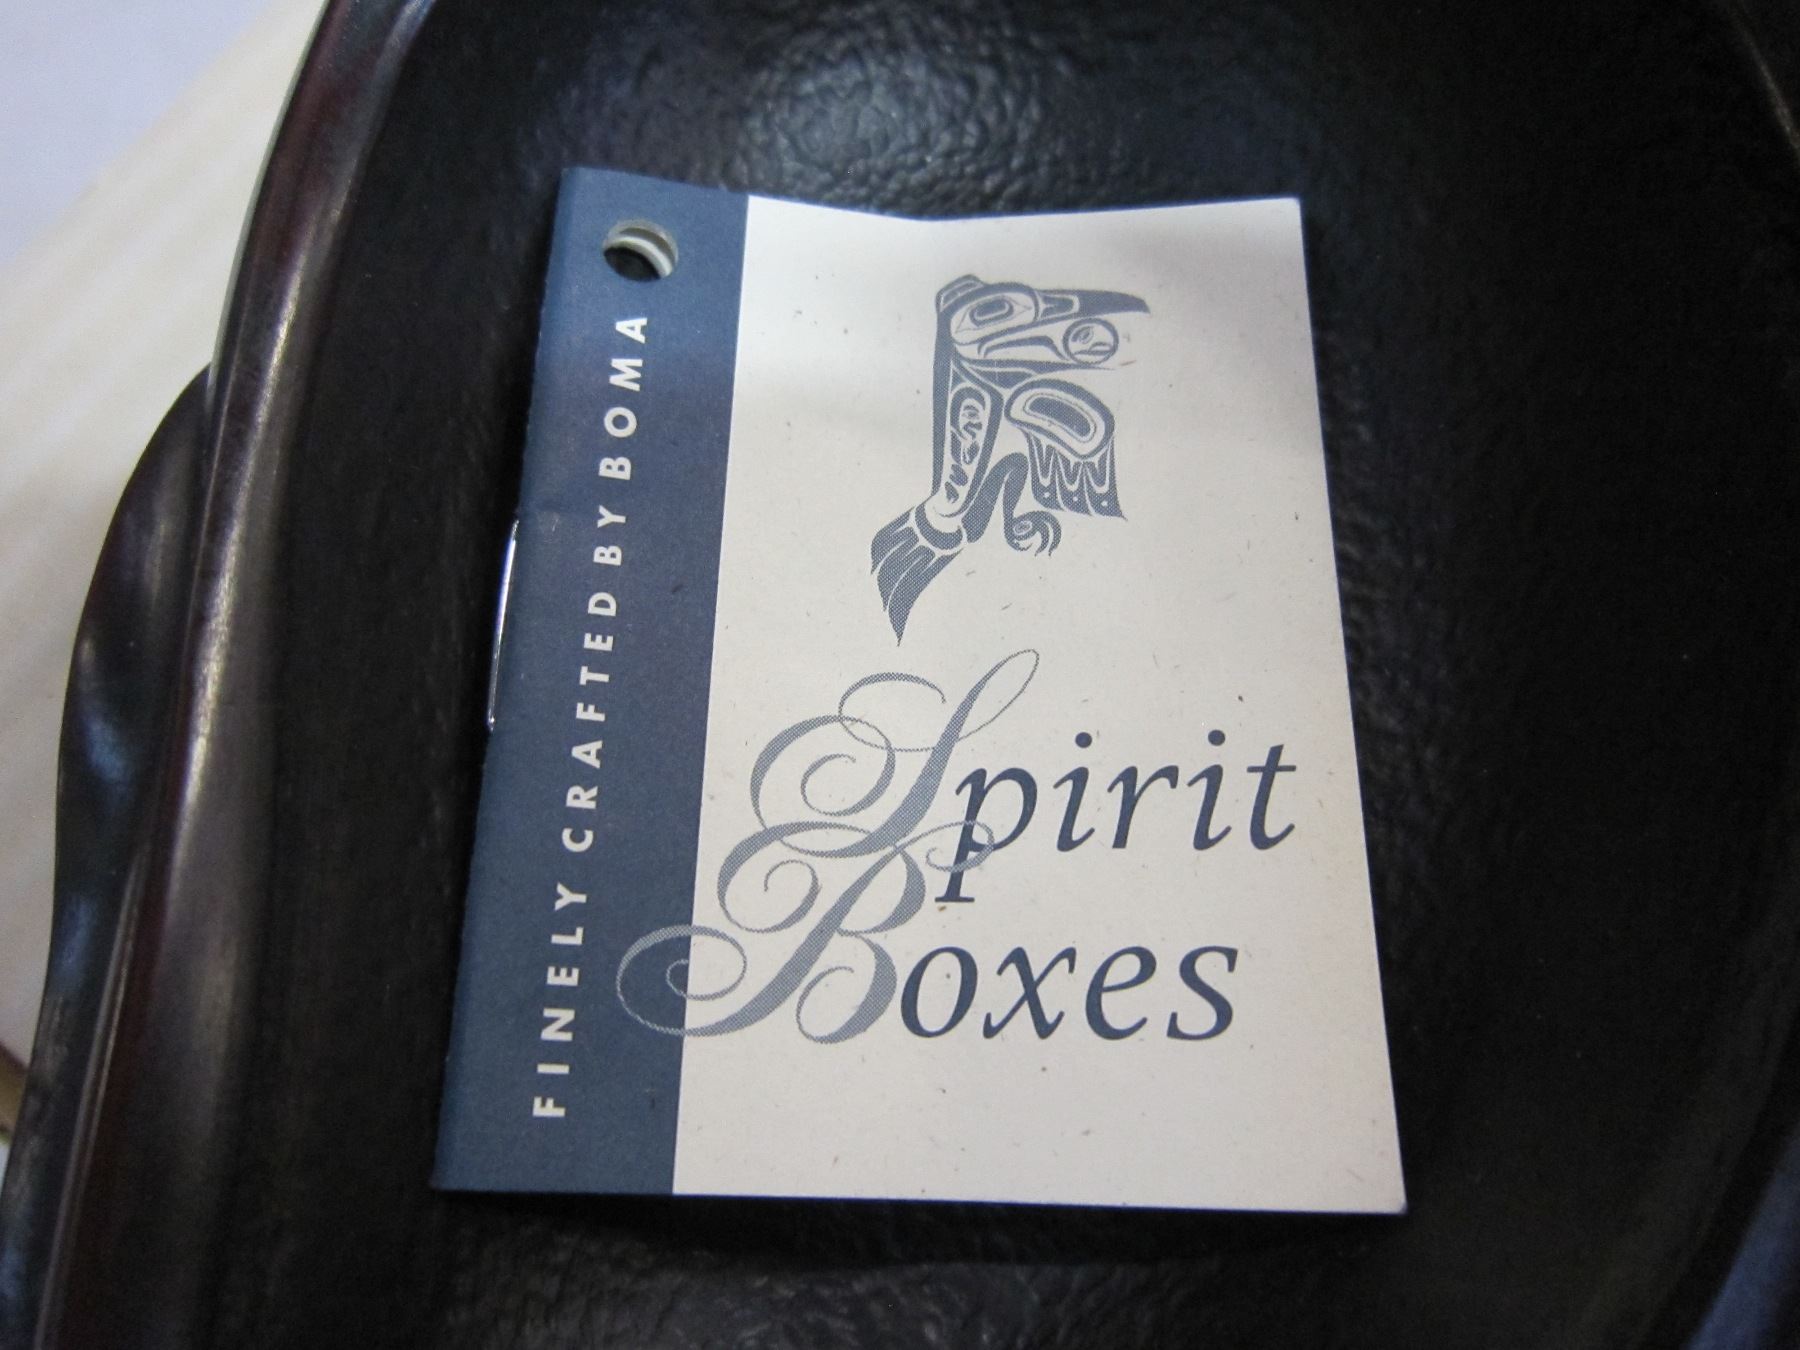 FINELY CRAFTED BY BOMA
Spirit
Boxes